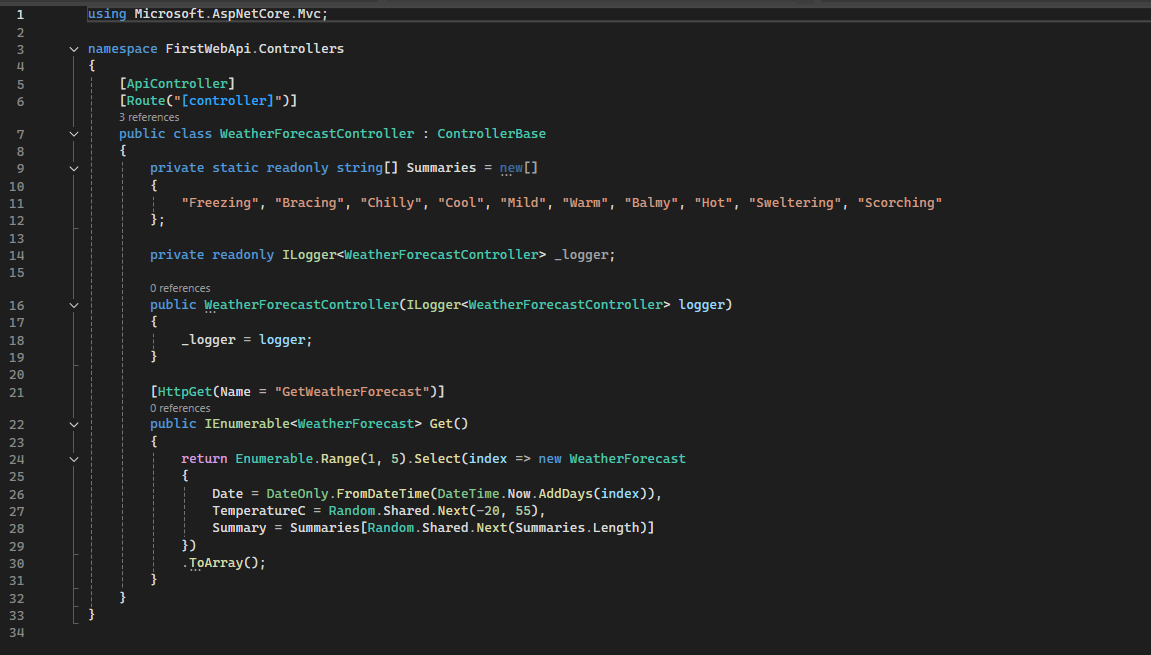 1 using Microsoft.AspNetCore.Mvc;
2
3 namespace FirstWebApi.Controllers
4 {
5 [ApiController]
6 [Route("[controller]")]
3 references
7 public class WeatherForecastController : ControllerBase
8 {
9 private static readonly string[] Summaries = new[]
10 {
11 "Freezing", "Bracing", "Chilly", "Cool", "Mild", "Warm", "Balmy", "Hot", "Sweltering", "Scorching"
12 };
13
14 private readonly ILogger<WeatherForecastController> _logger;
15
0 references
16 public WeatherForecastController(ILogger<WeatherForecastController> logger)
17 {
18 _logger = logger;
19 }
20
21 [HttpGet(Name = "GetWeatherForecast")]
0 references
22 public IEnumerable<WeatherForecast> Get()
23 {
24 return Enumerable.Range(1, 5).Select(index => new WeatherForecast
25 {
26 Date = DateOnly.FromDateTime(DateTime.Now.AddDays(index)),
27 TemperatureC = Random.Shared.Next(-20, 55),
28 Summary = Summaries[Random.Shared.Next(Summaries.Length)]
29 })
30 .ToArray();
31 }
32 }
33 }
34